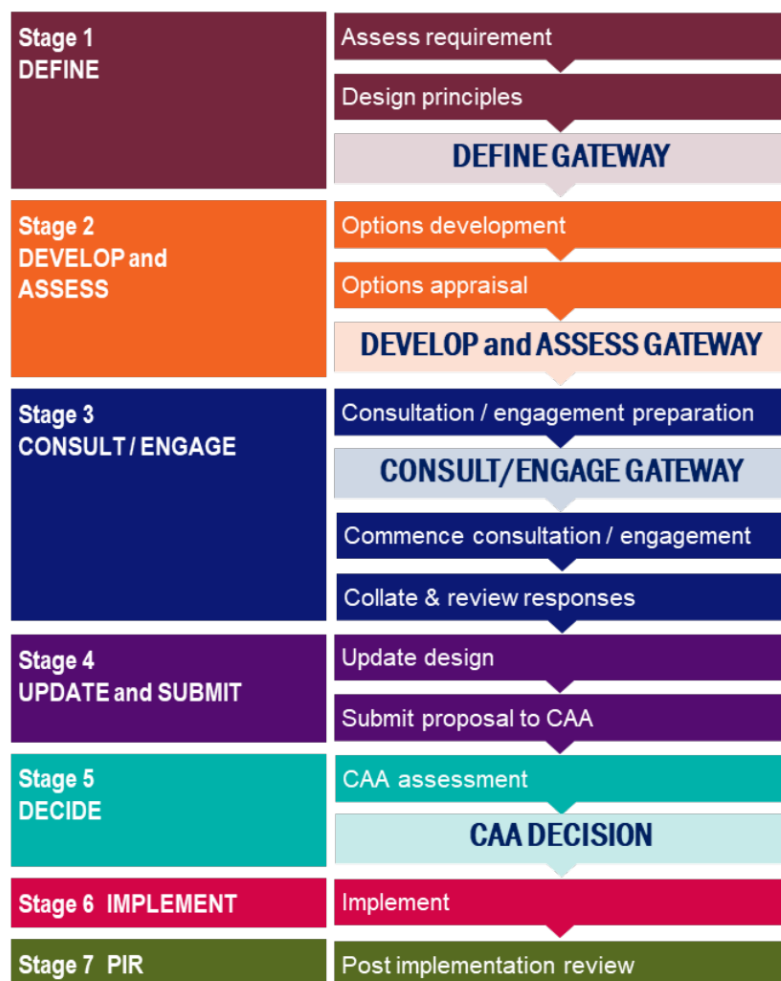 Stage 1
DEFINE
Assess requirement
Design principles
DEFINE GATEWAY
Stage 2
DEVELOP and
ASSESS
Options development
Options appraisal
DEVELOP and ASSESS GATEWAY
Stage 3
CONSULT / ENGAGE
Consultation / engagement preparation
CONSULT/ENGAGE GATEWAY
Commence consultation / engagement
Collate & review responses
Stage 4
UPDATE and SUBMIT
Update design
Submit proposal to CAA
Stage 5
DECIDE
CAA assessment
CAA DECISION
Stage 6 IMPLEMENT
Implement
Stage 7 PIR
Post implementation review